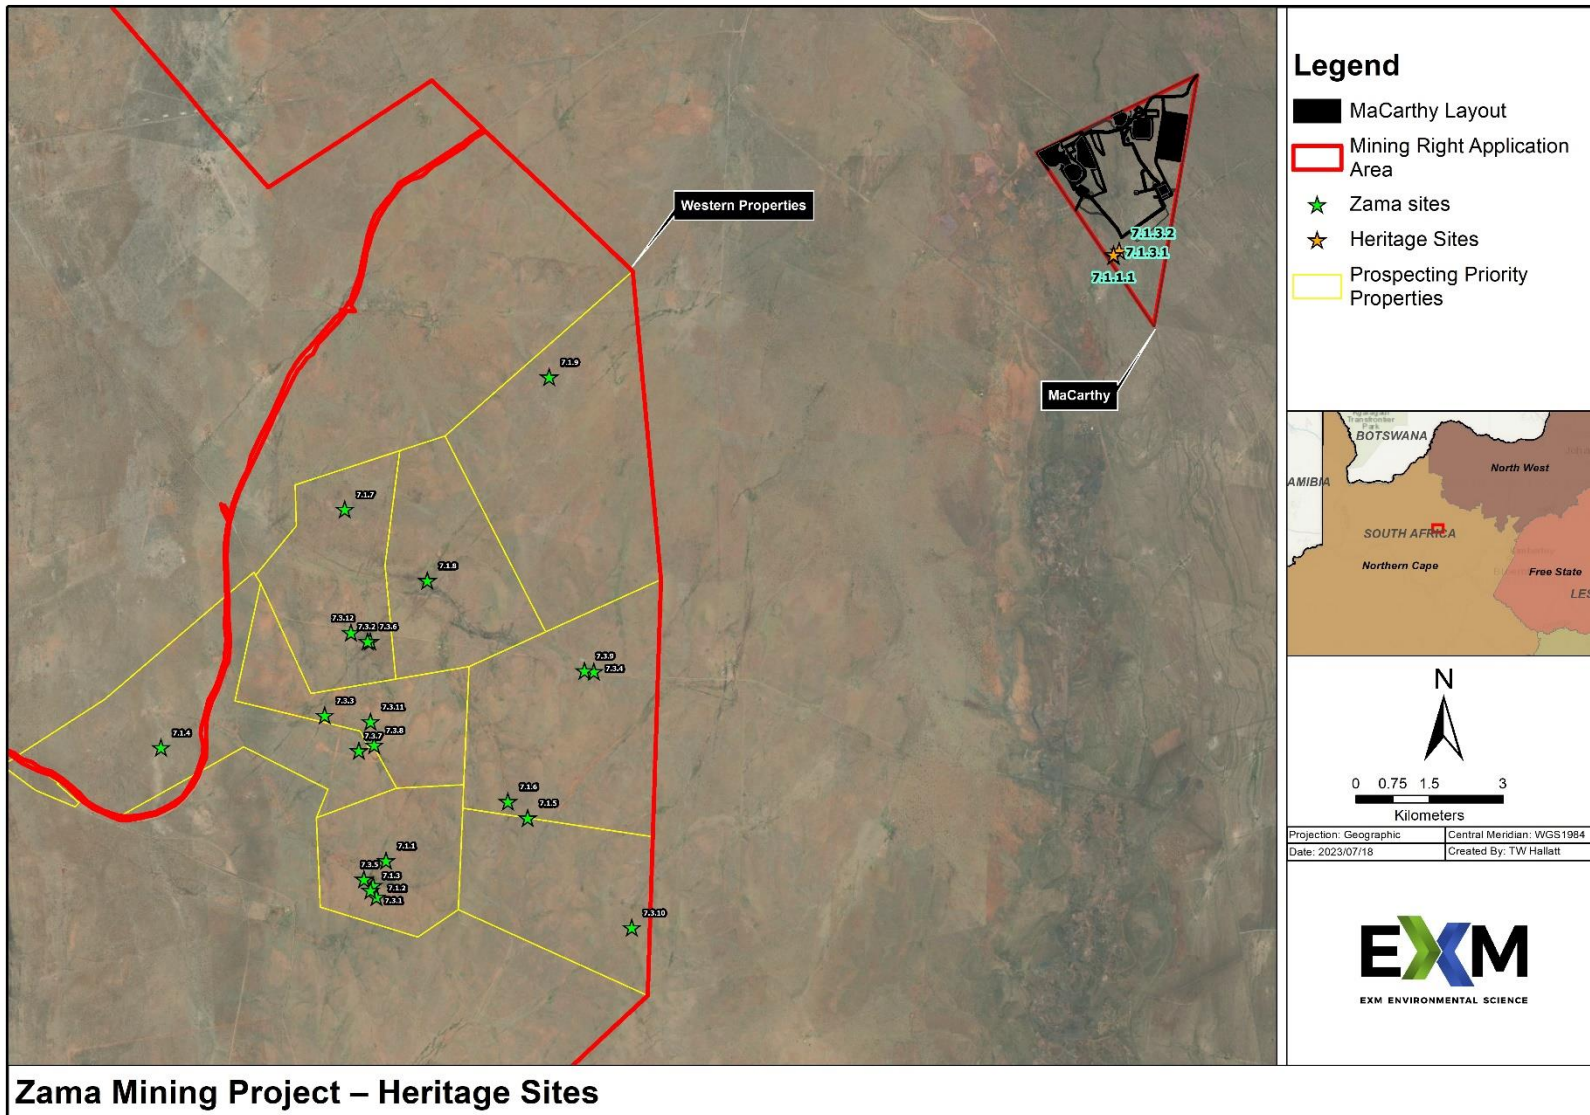 Western Properties
7.1.3.2
7.1.3.1
7.1.1.1
MaCarthy
7.1.9
7.1.7
7.1.8
7.3.12
7.3.2
7.3.6
7.3.9
7.3.4
7.3.3
7.3.11
7.3.8
7.3.7
7.1.4
7.1.6
7.1.5
7.1.1
7.3.5
7.1.3
7.1.2
7.3.1
7.3.10
Zama Mining Project – Heritage Sites
Legend
MaCarthy Layout
Mining Right Application
Area
Zama sites
Heritage Sites
Prospecting Priority
Properties
Transfrontier
Park
BOTSWANA
North West
AMIBIA
SOUTH AFRICA
Northern Cape
Free State
LES
N
0 0.75 1.5 3
Kilometers
Projection: Geographic
Central Meridian: WGS1984
Date: 2023/07/18
Created By: TW Hallatt
EXM
EXM ENVIRONMENTAL SCIENCE